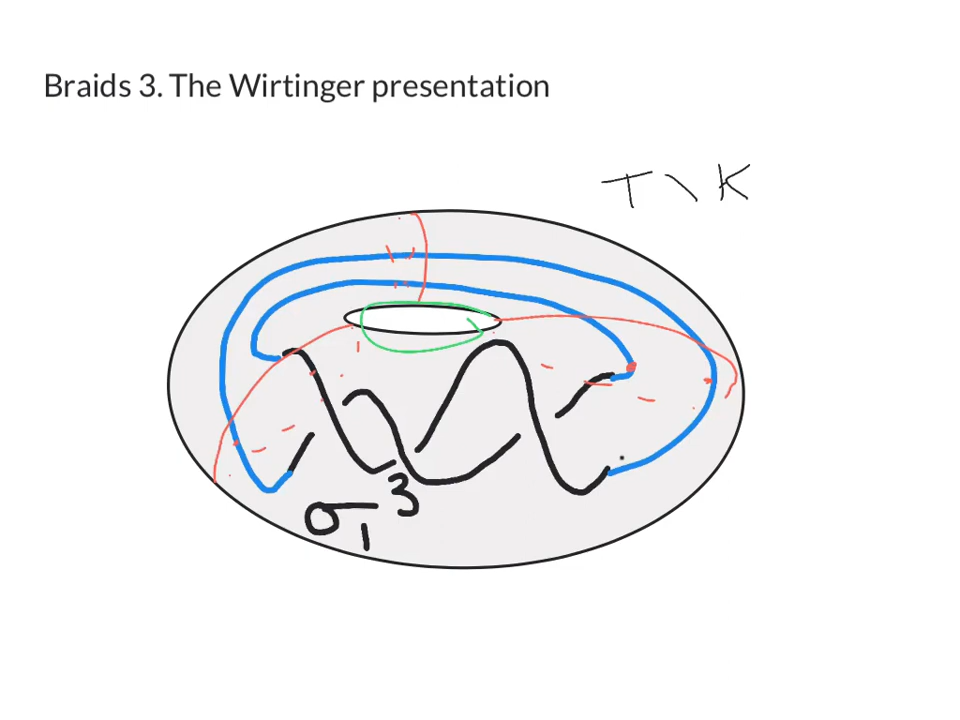 Braids 3. The Wirtinger presentation
T \ K
σ₁³